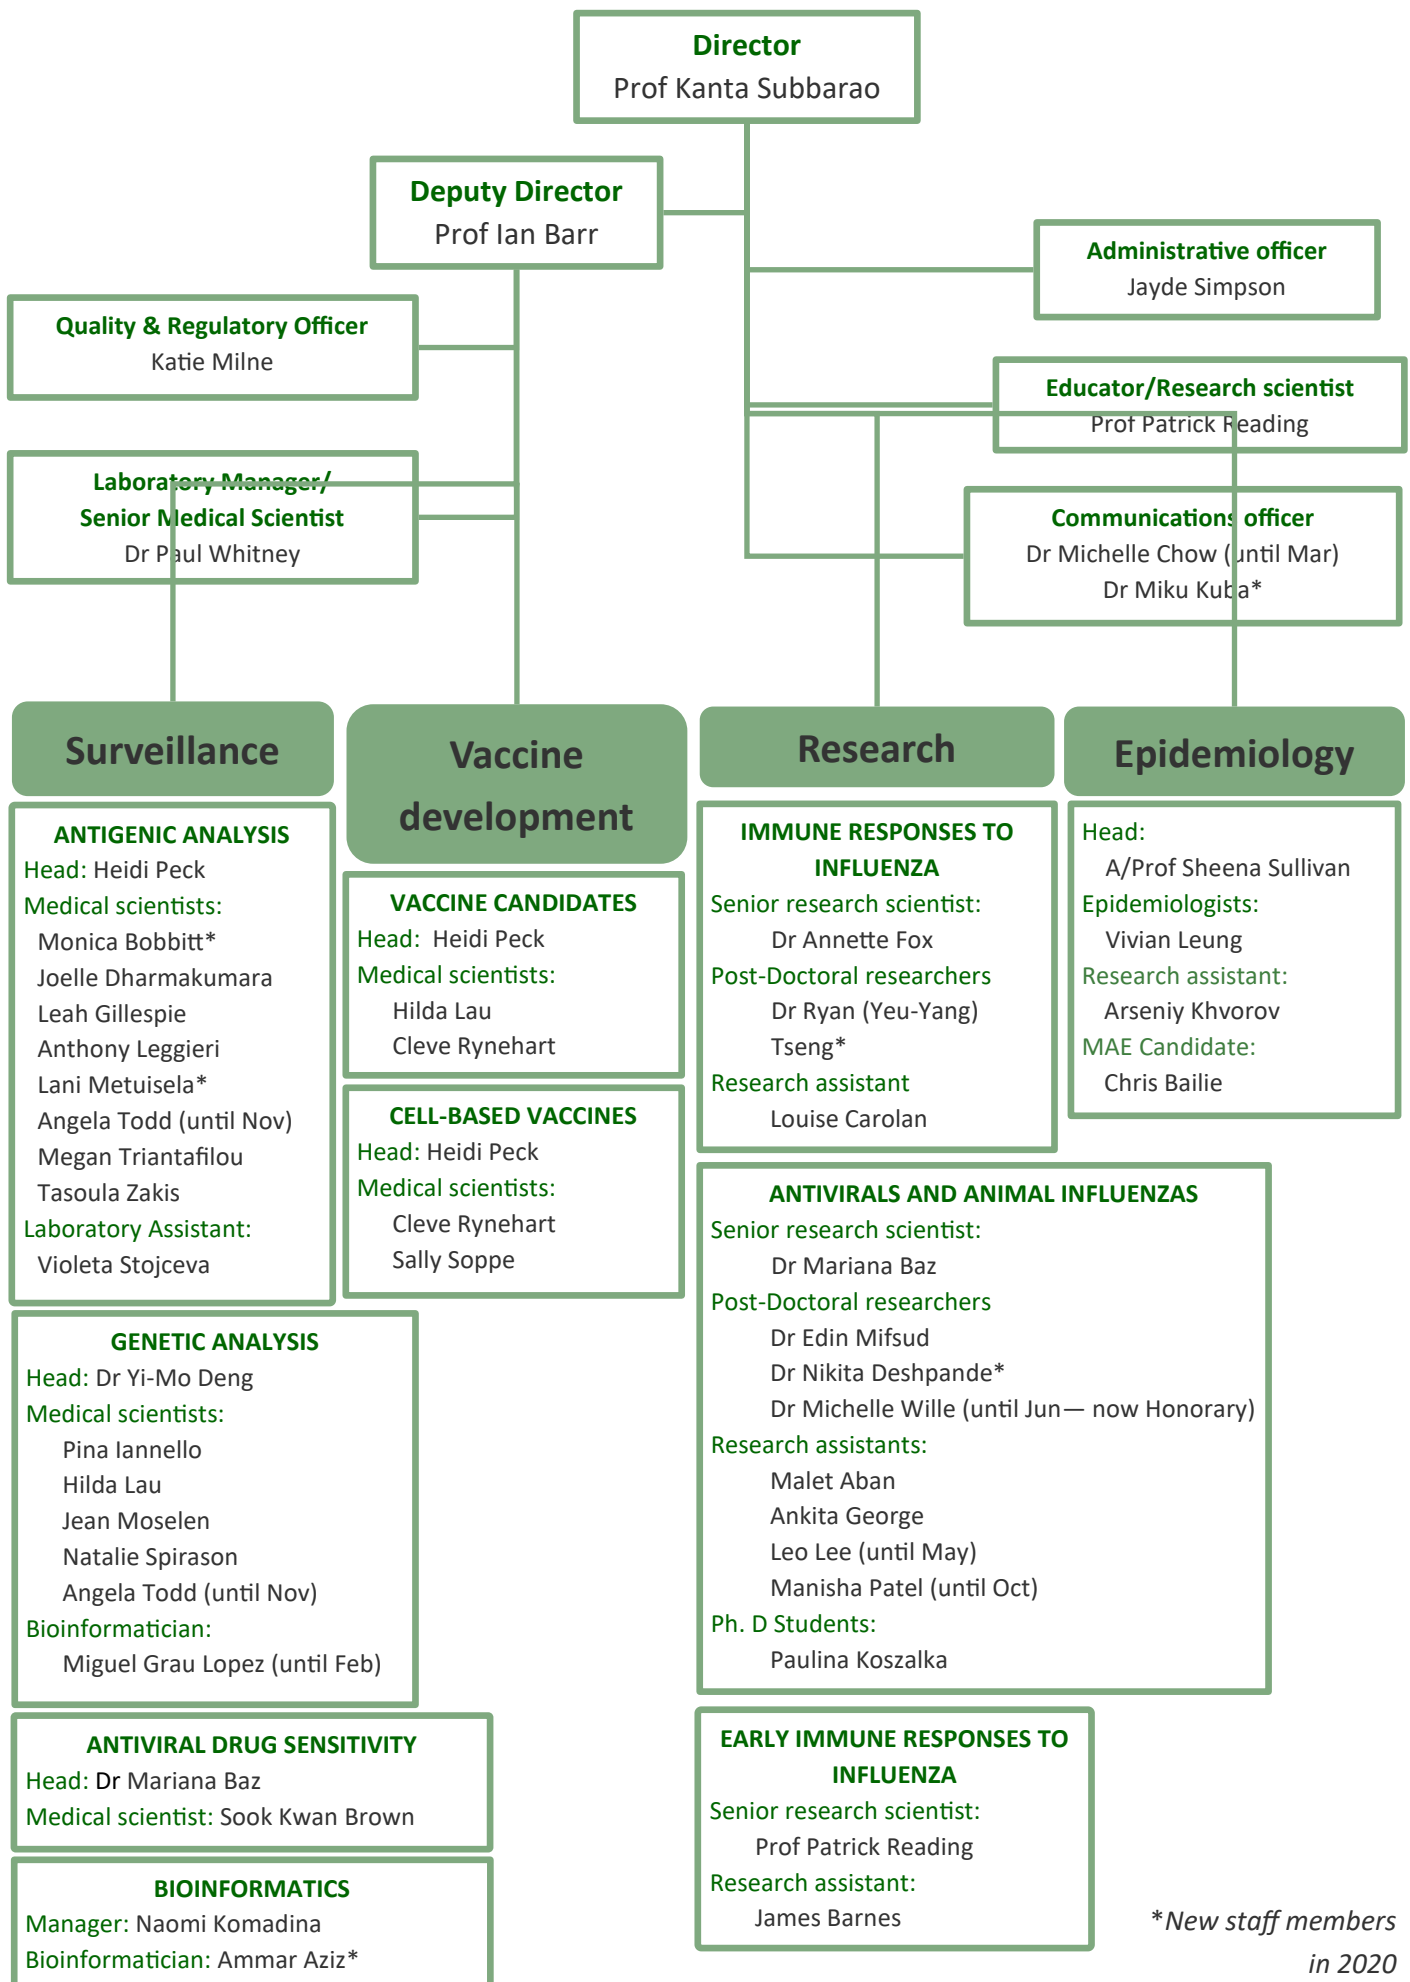 Director
Prof Kanta Subbarao
Deputy Director
Prof Ian Barr
Administrative officer
Jayde Simpson
Quality & Regulatory Officer
Katie Milne
Educator/Research scientist
Prof Patrick Reading
Laboratory Manager/
Senior Medical Scientist
Dr Paul Whitney
Communications officer
Dr Michelle Chow (until Mar)
Dr Miku Kuba*
Surveillance
ANTIGENIC ANALYSIS
Head: Heidi Peck
Medical scientists:
Monica Bobbitt*
Joelle Dharmakumara
Leah Gillespie
Anthony Leggieri
Lani Metuisela*
Angela Todd (until Nov)
Megan Triantafilou
Tasoula Zakis
Laboratory Assistant:
Violeta Stojceva
GENETIC ANALYSIS
Head: Dr Yi-Mo Deng
Medical scientists:
Pina Iannello
Hilda Lau
Jean Moselen
Natalie Spirason
Angela Todd (until Nov)
Bioinformatician:
Miguel Grau Lopez (until Feb)
ANTIVIRAL DRUG SENSITIVITY
Head: Dr Mariana Baz
Medical scientist: Sook Kwan Brown
BIOINFORMATICS
Manager: Naomi Komadina
Bioinformatician: Ammar Aziz*
Vaccine
development
VACCINE CANDIDATES
Head: Heidi Peck
Medical scientists:
Hilda Lau
Cleve Rynehart
CELL-BASED VACCINES
Head: Heidi Peck
Medical scientists:
Cleve Rynehart
Sally Soppe
Research
IMMUNE RESPONSES TO
INFLUENZA
Senior research scientist:
Dr Annette Fox
Post-Doctoral researchers
Dr Ryan (Yeu-Yang)
Tseng*
Research assistant
Louise Carolan
ANTIVIRALS AND ANIMAL INFLUENZAS
Senior research scientist:
Dr Mariana Baz
Post-Doctoral researchers
Dr Edin Mifsud
Dr Nikita Deshpande*
Dr Michelle Wille (until Jun— now Honorary)
Research assistants:
Malet Aban
Ankita George
Leo Lee (until May)
Manisha Patel (until Oct)
Ph. D Students:
Paulina Koszalka
EARLY IMMUNE RESPONSES TO
INFLUENZA
Senior research scientist:
Prof Patrick Reading
Research assistant:
James Barnes
Epidemiology
Head:
A/Prof Sheena Sullivan
Epidemiologists:
Vivian Leung
Research assistant:
Arseniy Khvorov
MAE Candidate:
Chris Bailie
*New staff members
in 2020